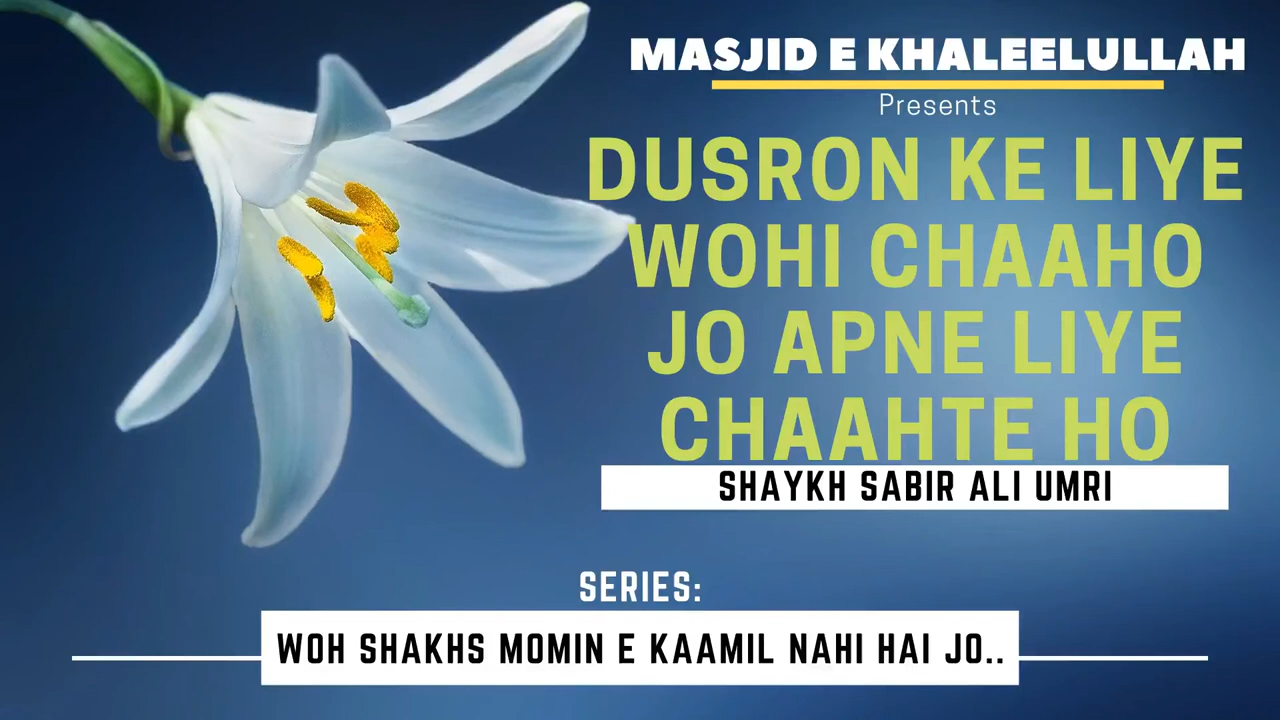 MASJID E KHALEELULLAH
Presents
DUSRON KE LIYE
WOHI CHAAHO
JO APNE LIYE
CHAAHTE HO
SHAYKH SABIR ALI UMRI
SERIES:
WOH SHAKHS MOMIN E KAAMIL NAHI HAI JO..